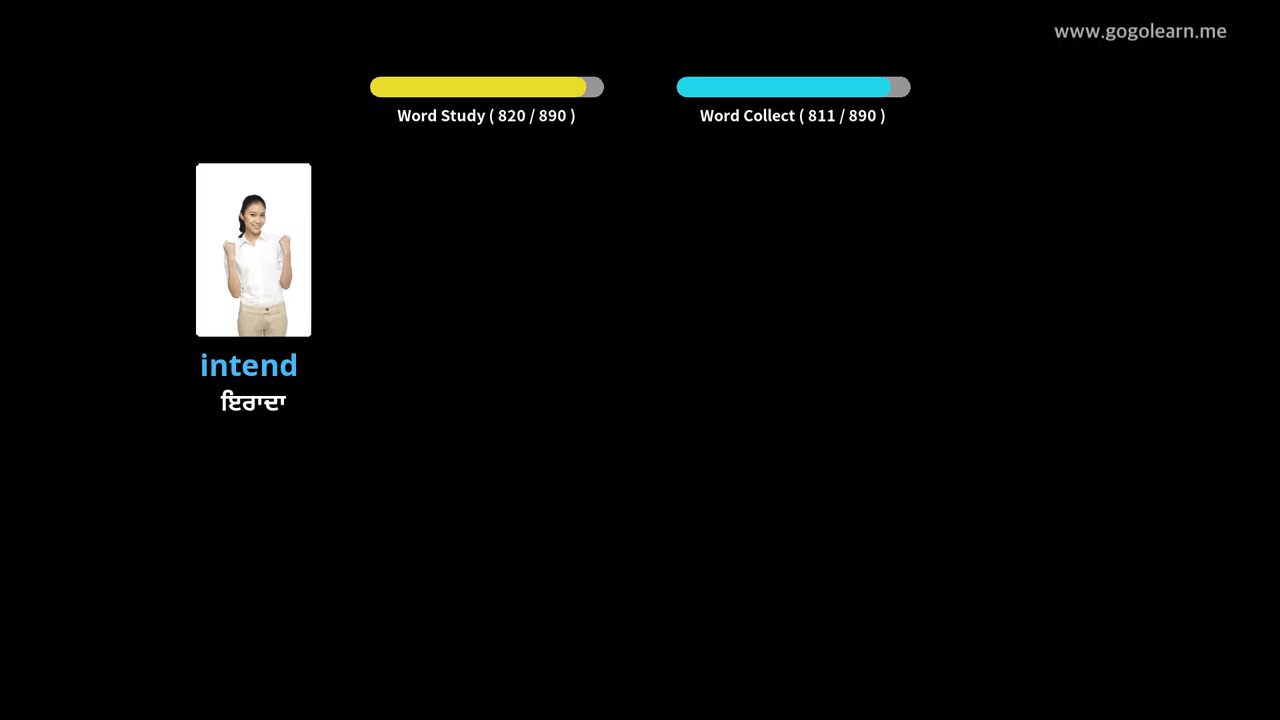 www.gogolearn.me
Word Study ( 820 / 890 )
Word Collect ( 811 / 890 )
intend
ਇਰਾਦਾ